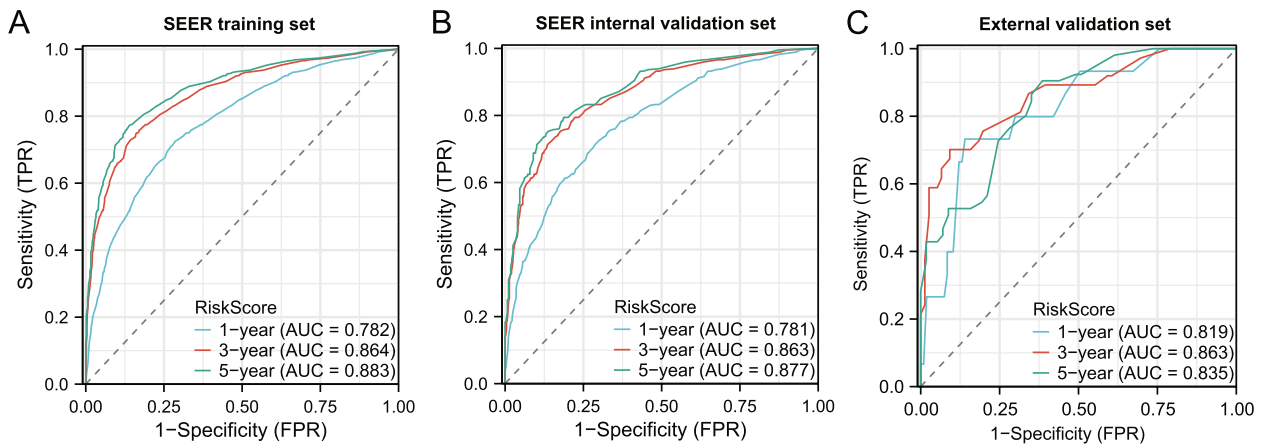 A
SEER training set
Sensitivity (TPR)
1.0
0.8
0.6
0.4
0.2
0.0
RiskScore
1−year (AUC = 0.782)
3−year (AUC = 0.864)
5−year (AUC = 0.883)
0.00 0.25 0.50 0.75 1.00
1−Specificity (FPR)
B
SEER internal validation set
Sensitivity (TPR)
1.0
0.8
0.6
0.4
0.2
0.0
RiskScore
1−year (AUC = 0.781)
3−year (AUC = 0.863)
5−year (AUC = 0.877)
0.00 0.25 0.50 0.75 1.00
1−Specificity (FPR)
C
External validation set
Sensitivity (TPR)
1.0
0.8
0.6
0.4
0.2
0.0
RiskScore
1−year (AUC = 0.819)
3−year (AUC = 0.863)
5−year (AUC = 0.835)
0.00 0.25 0.50 0.75 1.00
1−Specificity (FPR)